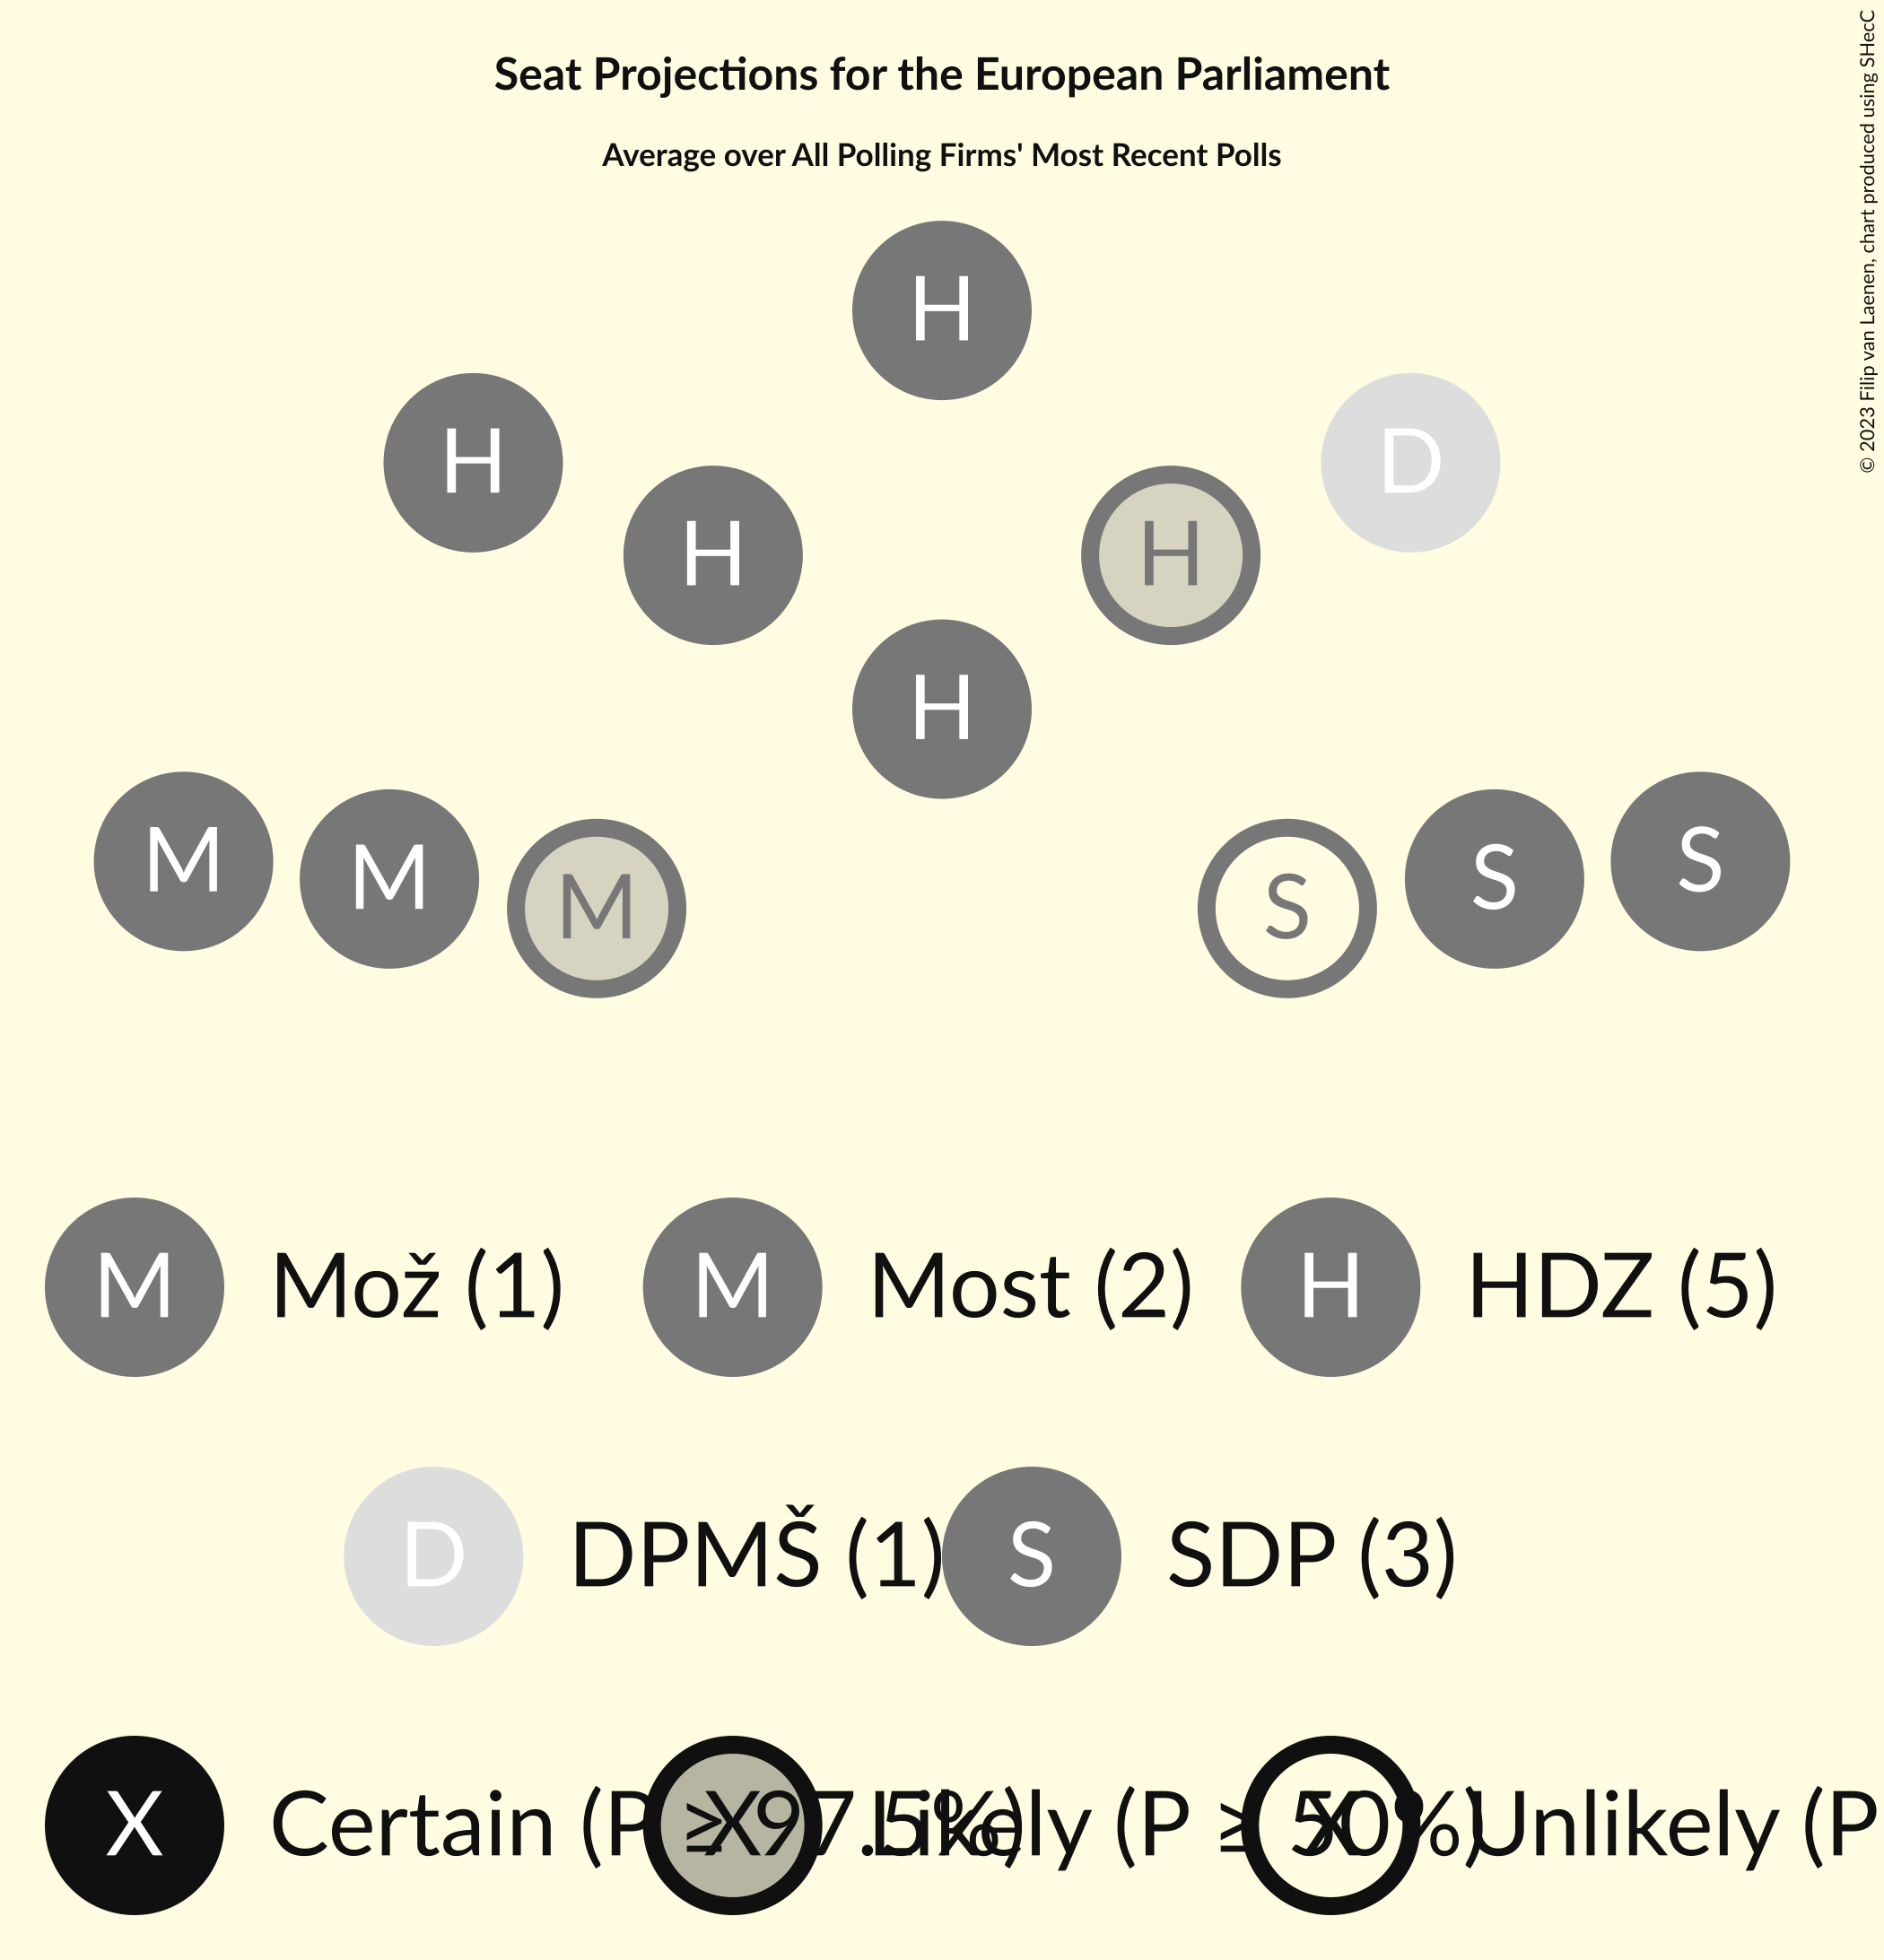 Seat Projections for the European Parliament
Average over All Polling Firms' Most Recent Polls
© 2023 Filip van Laenen, chart produced using SHecC
H
H
D
H
H
H
M
M
M
S
S
S
M Mož (1) M Most (2) H HDZ (5)
D DPMŠ (1) S SDP (3)
X Certain (P ≥ 97.5%) X Likely (P ≥ 50%) X Unlikely (P